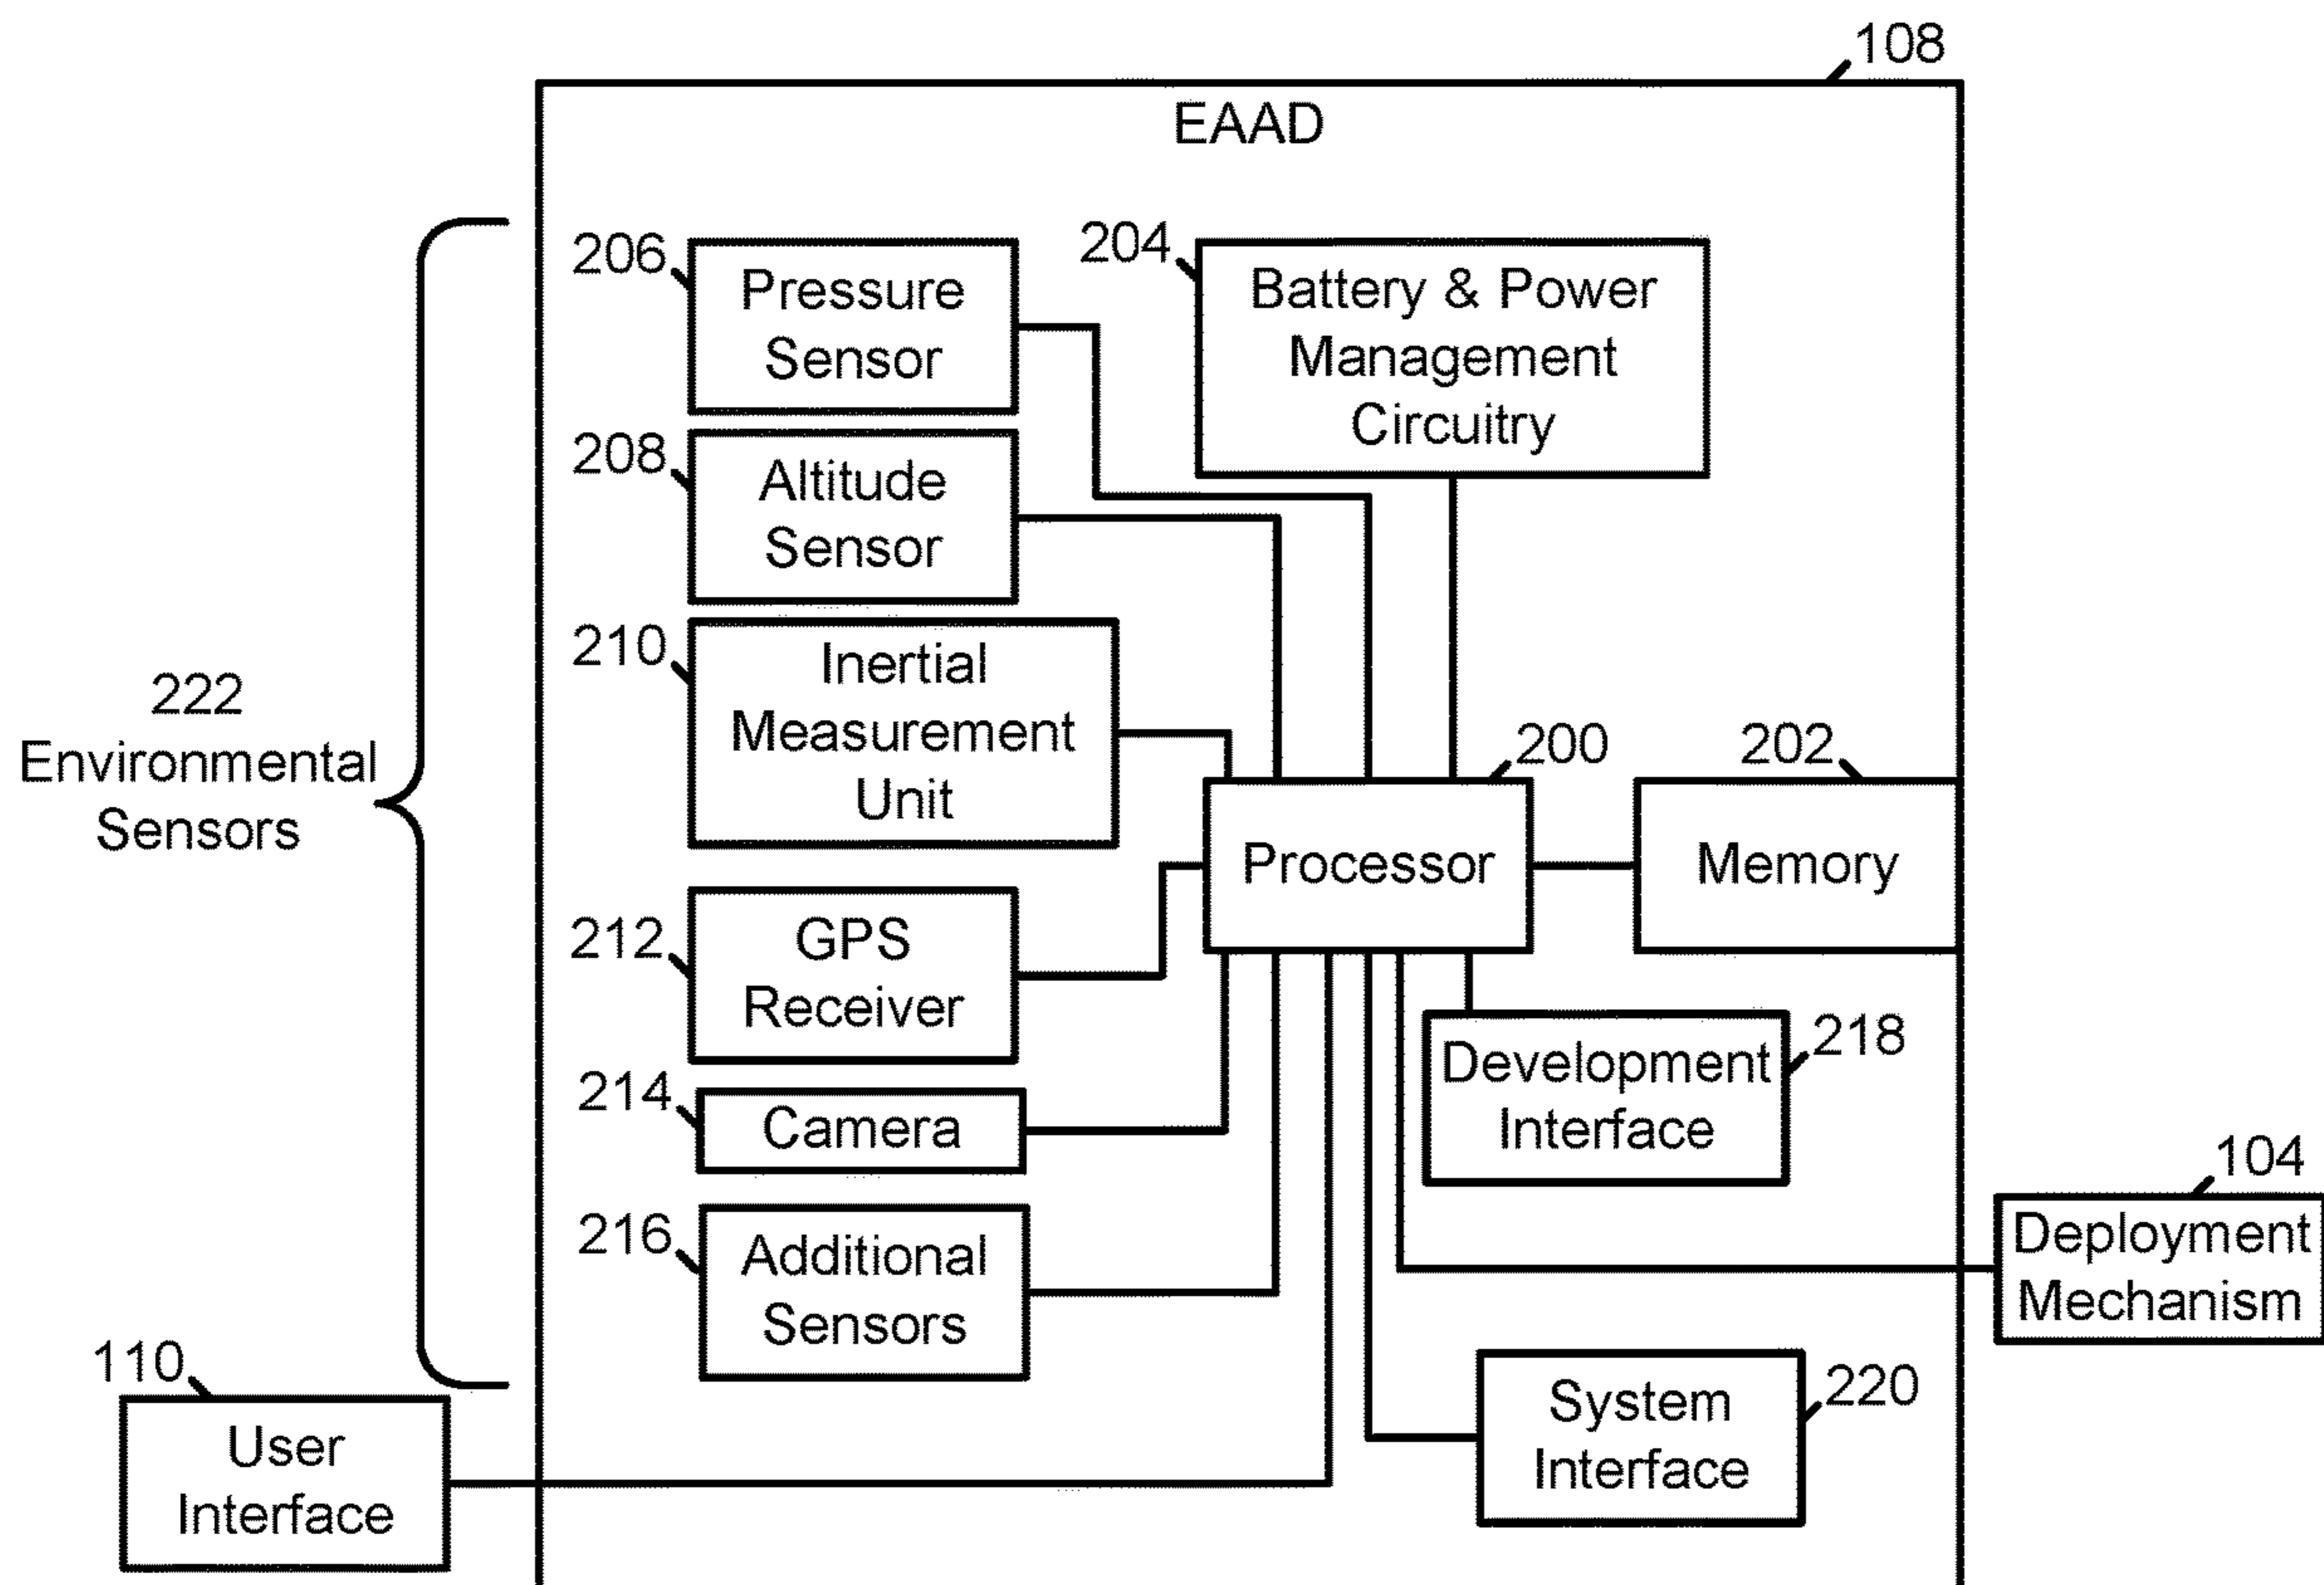 108
EAAD
206
Pressure
Sensor
204
Battery & Power
Management
Circuitry
208
Altitude
Sensor
210
Inertial
Measurement
Unit
222
Environmental
Sensors
200
Processor
202
Memory
212
GPS
Receiver
218
Development
Interface
214
Camera
104
Deployment
Mechanism
216
Additional
Sensors
110
User
Interface
220
System
Interface